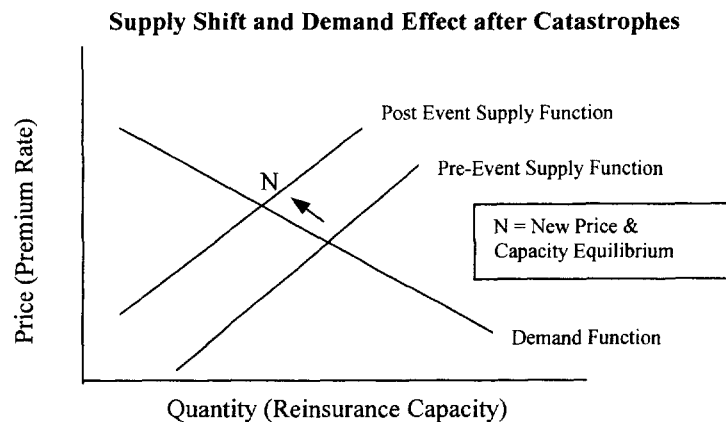 Supply Shift and Demand Effect after Catastrophes
Price (Premium Rate)
Post Event Supply Function
Pre-Event Supply Function
N
N = New Price &
Capacity Equilibrium
Demand Function
Quantity (Reinsurance Capacity)